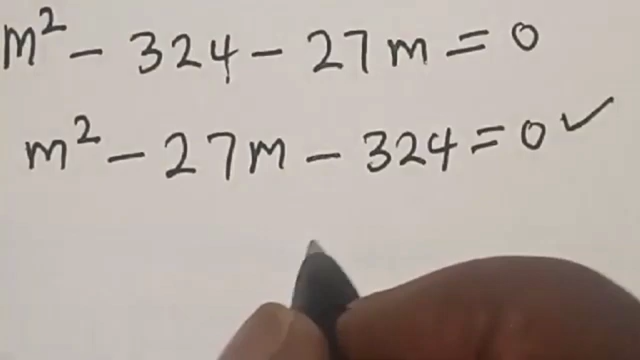 m² - 324 - 27m = 0
m² - 27m - 324 = 0 ✓